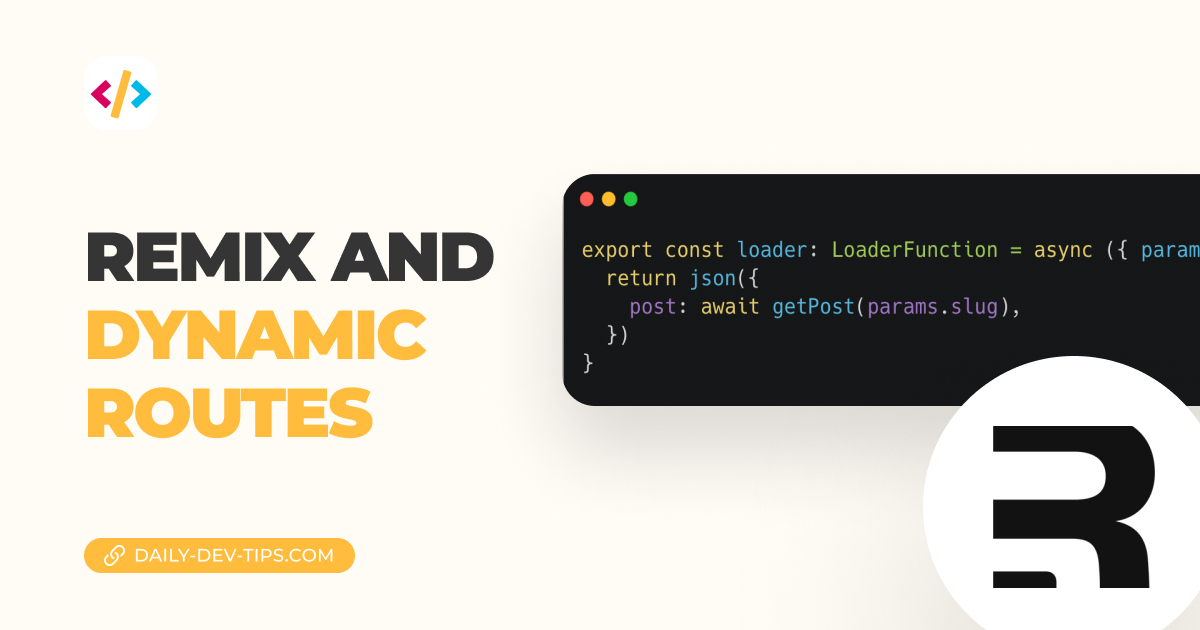 REMIX AND
DYNAMIC
ROUTES
DAILY-DEV-TIPS.COM
export const loader: LoaderFunction = async ({ param
return json({
post: await getPost(params.slug),
})
}